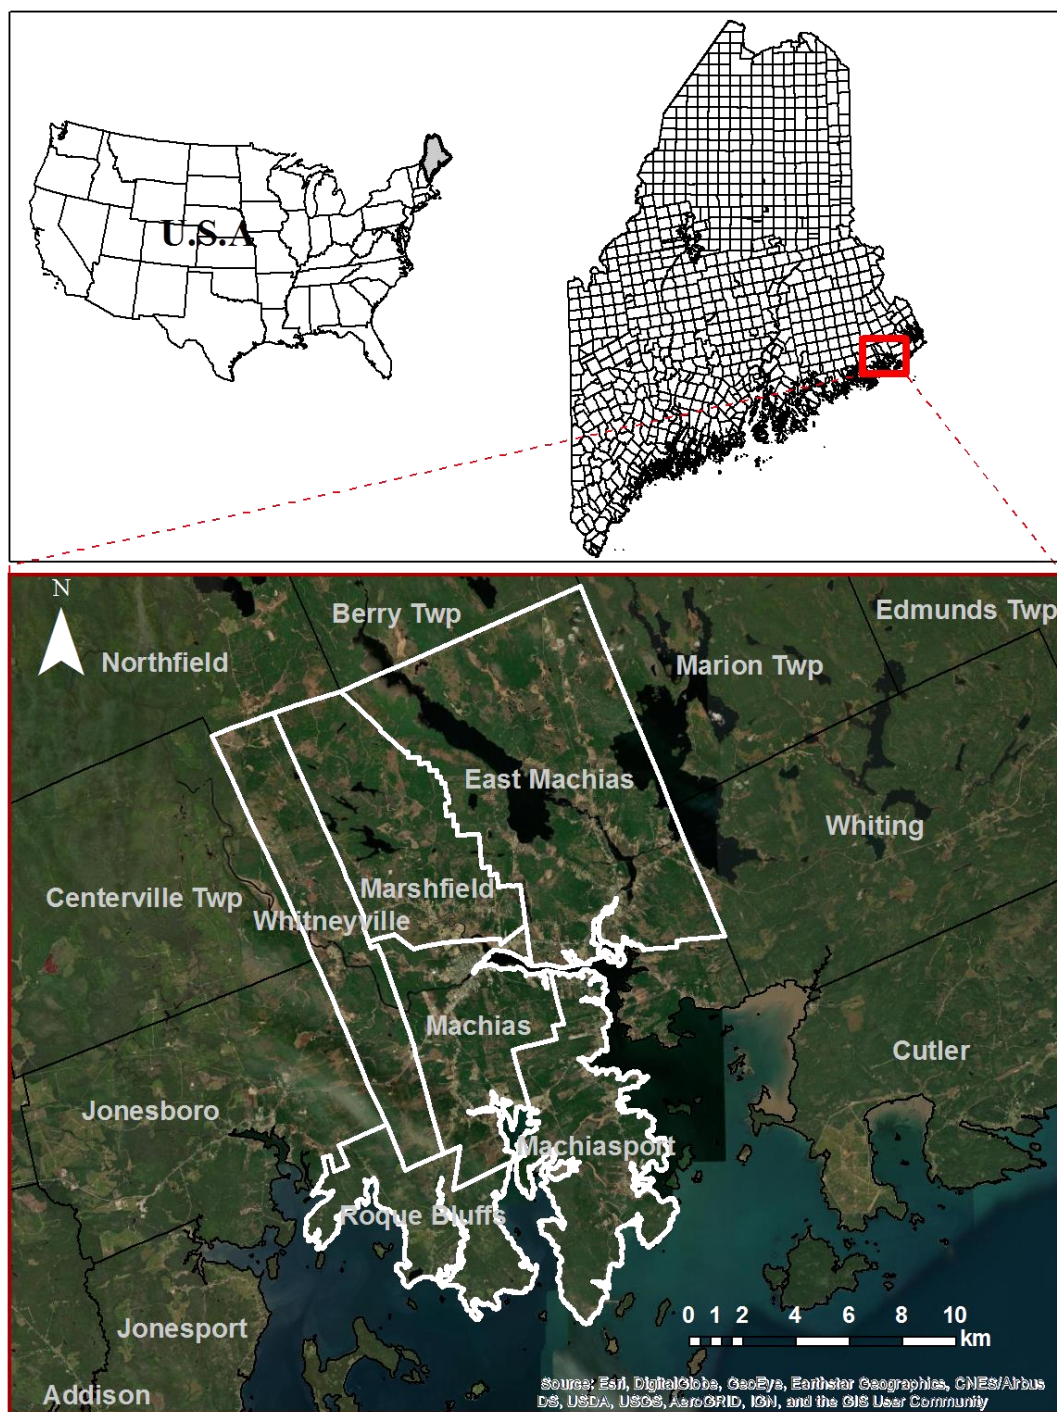 U.S.A
N
Berry Twp
Edmunds Twp
Northfield
Marion Twp
East Machias
Whiting
Marshfield
Centerville Twp
Whitneyville
Machias
Cutler
Jonesboro
Machiasport
Roque Bluffs
Jonesport
Addison
0 1 2 4 6 8 10
km
Source: Esri, DigitalGlobe, GeoEye, Earthstar Geographics, CNES/Airbus
DS, USDA, USGS, AeroGRID, IGN, and the GIS User Community